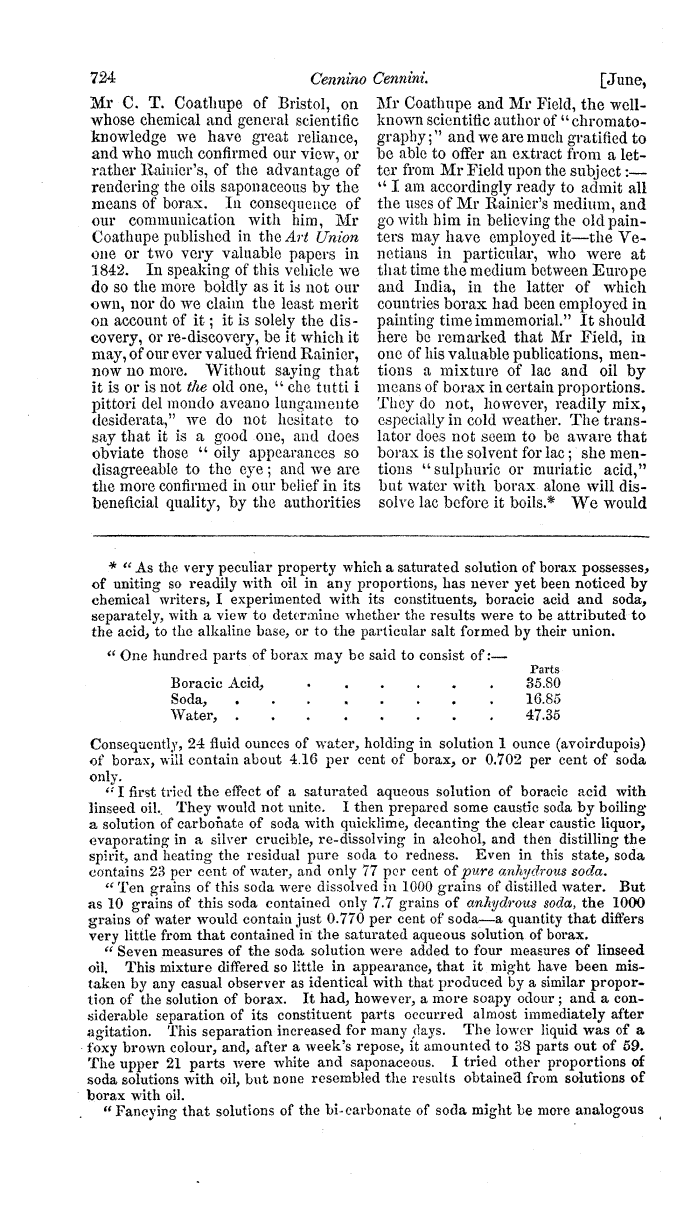 724 Cennino Cennini. [June,
Mr C. T. Coathupe of Bristol, on
whose chemical and general scientific
knowledge we have great reliance,
and who much confirmed our view, or
rather Rainier's, of the advantage of
rendering the oils saponaceous by the
means of borax. In consequence of
our communication with him, Mr
Coathupe published in the Art Union
one or two very valuable papers in
1842. In speaking of this vehicle we
do so the more boldly as it is not our
own, nor do we claim the least merit
on account of it; it is solely the dis-
covery, or re-discovery, be it which it
may, of our ever valued friend Rainier,
now no more. Without saying that
it is or is not the old one, "che tutti i
pittori del mondo aveano lungamente
desiderata," we do not hesitate to
say that it is a good one, and does
obviate those "oily appearances so
disagreeable to the eye; and we are
the more confirmed in our belief in its
beneficial quality, by the authorities
Mr Coathupe and Mr Field, the well-
known scientific author of "chromato-
graphy;" and we are much gratified to
be able to offer an extract from a let-
ter from Mr Field upon the subject:—
"I am accordingly ready to admit all
the uses of Mr Rainier's medium, and
go with him in believing the old pain-
ters may have employed it—the Ve-
netians in particular, who were at
that time the medium between Europe
and India, in the latter of which
countries borax had been employed in
painting time immemorial." It should
here be remarked that Mr Field, in
one of his valuable publications, men-
tions a mixture of lac and oil by
means of borax in certain proportions.
They do not, however, readily mix,
especially in cold weather. The trans-
lator does not seem to be aware that
borax is the solvent for lac; she men-
tions "sulphuric or muriatic acid,"
but water with borax alone will dis-
solve lac before it boils.* We would
* "As the very peculiar property which a saturated solution of borax possesses,
of uniting so readily with oil in any proportions, has never yet been noticed by
chemical writers, I experimented with its constituents, boracic acid and soda,
separately, with a view to determine whether the results were to be attributed to
the acid, to the alkaline base, or to the particular salt formed by their union.
"One hundred parts of borax may be said to consist of:—
Parts
Boracic Acid, . . . . . . 35.80
Soda, . . . . . . . . 16.85
Water, . . . . . . . . 47.35
Consequently, 24 fluid ounces of water, holding in solution 1 ounce (avoirdupois)
of borax, will contain about 4.16 per cent of borax, or 0.702 per cent of soda
only.
"I first tried the effect of a saturated aqueous solution of boracic acid with
linseed oil. They would not unite. I then prepared some caustic soda by boiling
a solution of carbonate of soda with quicklime, decanting the clear caustic liquor,
evaporating in a silver crucible, re-dissolving in alcohol, and then distilling the
spirit, and heating the residual pure soda to redness. Even in this state, soda
contains 23 per cent of water, and only 77 per cent of pure anhydrous soda.
"Ten grains of this soda were dissolved in 1000 grains of distilled water. But
as 10 grains of this soda contained only 7.7 grains of anhydrous soda, the 1000
grains of water would contain just 0.770 per cent of soda—a quantity that differs
very little from that contained in the saturated aqueous solution of borax.
"Seven measures of the soda solution were added to four measures of linseed
oil. This mixture differed so little in appearance, that it might have been mis-
taken by any casual observer as identical with that produced by a similar propor-
tion of the solution of borax. It had, however, a more soapy odour; and a con-
siderable separation of its constituent parts occurred almost immediately after
agitation. This separation increased for many days. The lower liquid was of a
foxy brown colour, and, after a week's repose, it amounted to 38 parts out of 59.
The upper 21 parts were white and saponaceous. I tried other proportions of
soda solutions with oil, but none resembled the results obtained from solutions of
borax with oil.
"Fancying that solutions of the bi-carbonate of soda might be more analogous